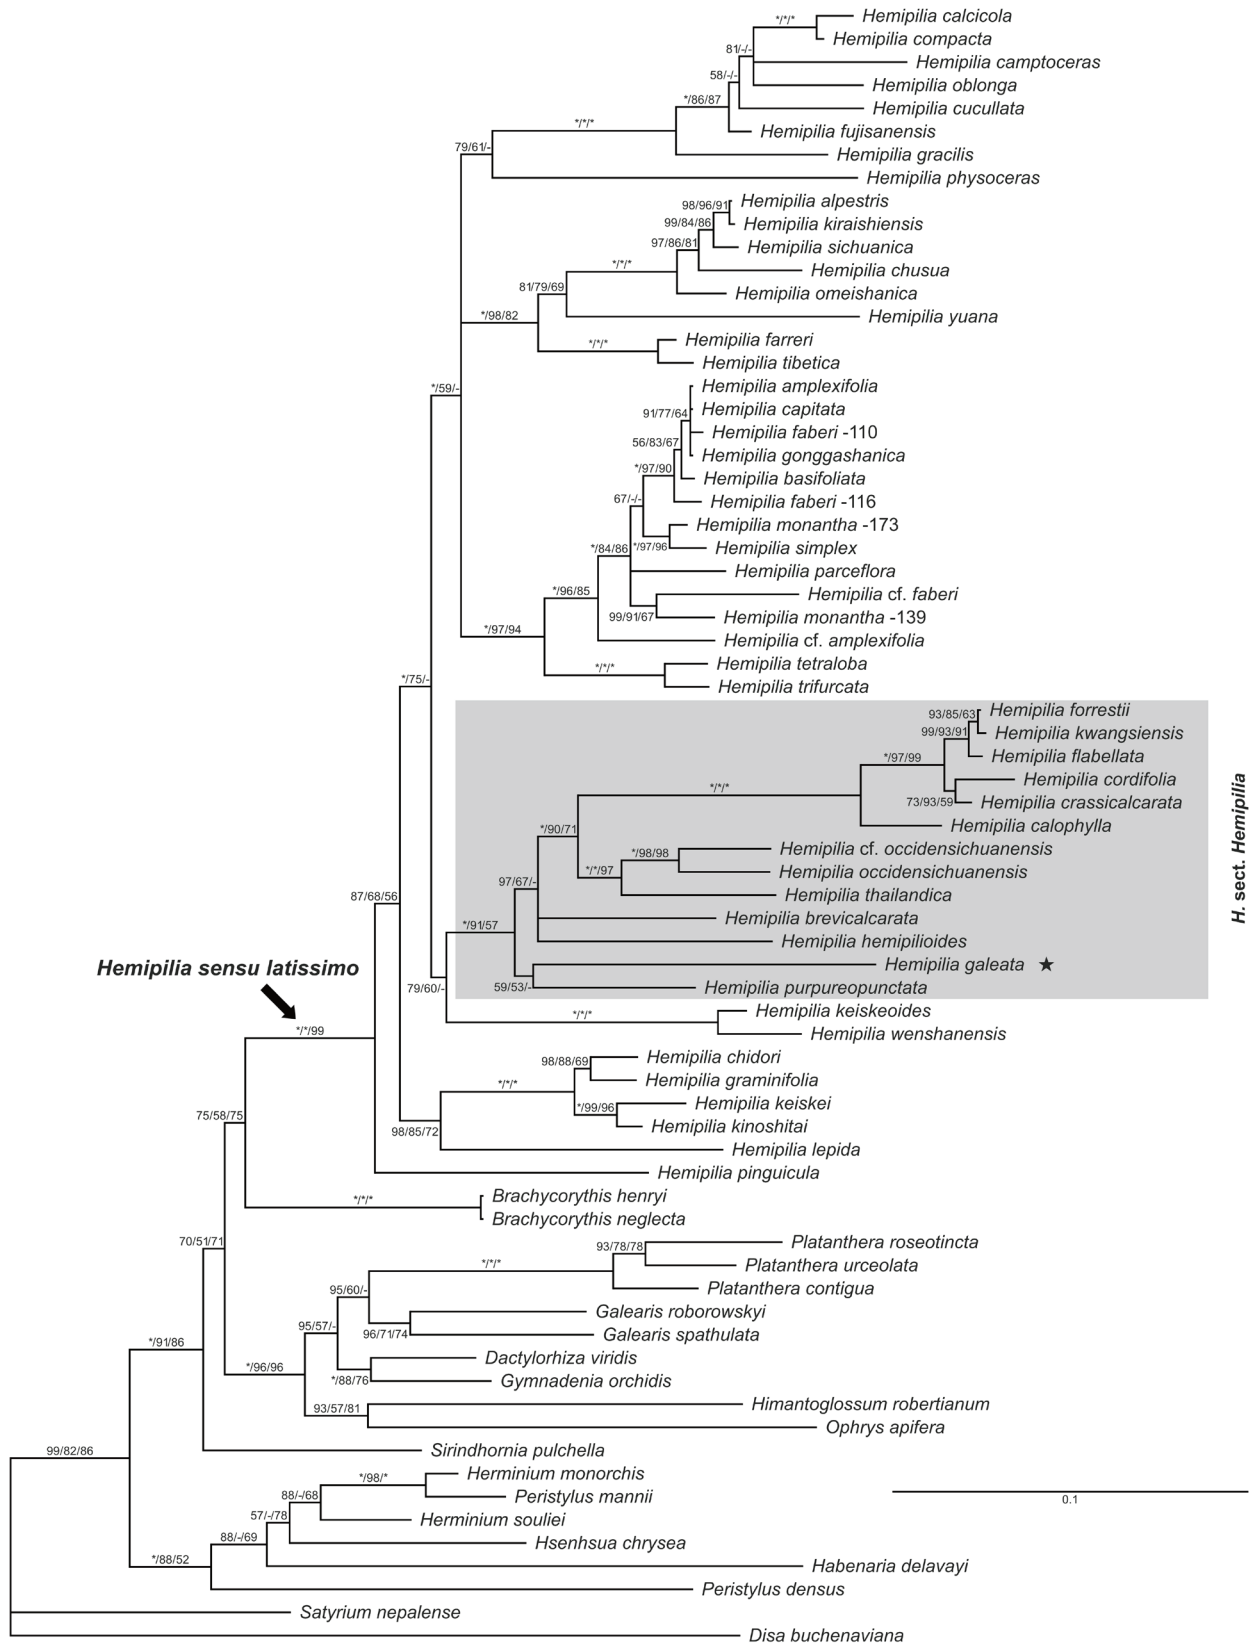 */*/*
Hemipilia calcicola
Hemipilia compacta
81/-/-
Hemipilia camptoceras
58/-/-
Hemipilia oblonga
*/86/87
Hemipilia cucullata
*/*/*
Hemipilia fujisanensis
79/61/-
Hemipilia gracilis
Hemipilia physoceras
98/96/91
Hemipilia alpestris
99/84/86
Hemipilia kiraishiensis
97/86/81
Hemipilia sichuanica
*/*/*
Hemipilia chusua
81/79/69
Hemipilia omeishanica
*/98/82
Hemipilia yuana
*/*/*
Hemipilia farreri
Hemipilia tibetica
*/59/-
Hemipilia amplexifolia
91/77/64
Hemipilia capitata
Hemipilia faberi -110
56/83/67
Hemipilia gonggashanica
*/97/90
Hemipilia basifoliata
67/-/-
Hemipilia faberi -116
Hemipilia monantha -173
*/84/86
*/97/96
Hemipilia simplex
Hemipilia parceflora
*/96/85
Hemipilia cf. faberi
99/91/67
Hemipilia monantha -139
*/97/94
Hemipilia cf. amplexifolia
*/*/*
Hemipilia tetraloba
Hemipilia trifurcata
*/75/-
93/85/63
Hemipilia forrestii
99/93/91
Hemipilia kwangsiensis
*/97/99
Hemipilia flabellata
Hemipilia cordifolia
*/*/*
73/93/59
Hemipilia crassicalcarata
Hemipilia calophylla
*/90/71
*/98/98
Hemipilia cf. occidensichuanensis
*/*/97
Hemipilia occidensichuanensis
97/67/-
Hemipilia thailandica
87/68/56
Hemipilia brevicalcarata
*/91/57
Hemipilia hemipilioides
Hemipilia galeata ★
59/53/-
Hemipilia purpureopunctata
H. sect. Hemipilia
Hemipilia sensu latissimo
79/60/-
Hemipilia keiskeoides
*/*/*
Hemipilia wenshanensis
*/*/99
98/88/69
Hemipilia chidori
*/*/*
Hemipilia graminifolia
*/99/96
Hemipilia keiskei
98/85/72
Hemipilia kinoshitai
75/58/75
Hemipilia lepida
Hemipilia pinguicula
*/*/*
Brachycorythis henryi
Brachycorythis neglecta
70/51/71
93/78/78
Platanthera roseotincta
*/*/*
Platanthera urceolata
95/60/-
Platanthera contigua
Galearis roborowskyi
95/57/-
96/71/74
Galearis spathulata
*/91/86
*/96/96
Dactylorhiza viridis
*/88/76
Gymnadenia orchidis
93/57/81
Himantoglossum robertianum
Ophrys apifera
99/82/86
Sirindhornia pulchella
*/98/*
Herminium monorchis
88/-/68
Peristylus mannii
57/-/78
Herminium souliei
88/-/69
Hsenhsua chrysea
*/88/52
Habenaria delavayi
Peristylus densus
Satyrium nepalense
Disa buchenaviana
0.1